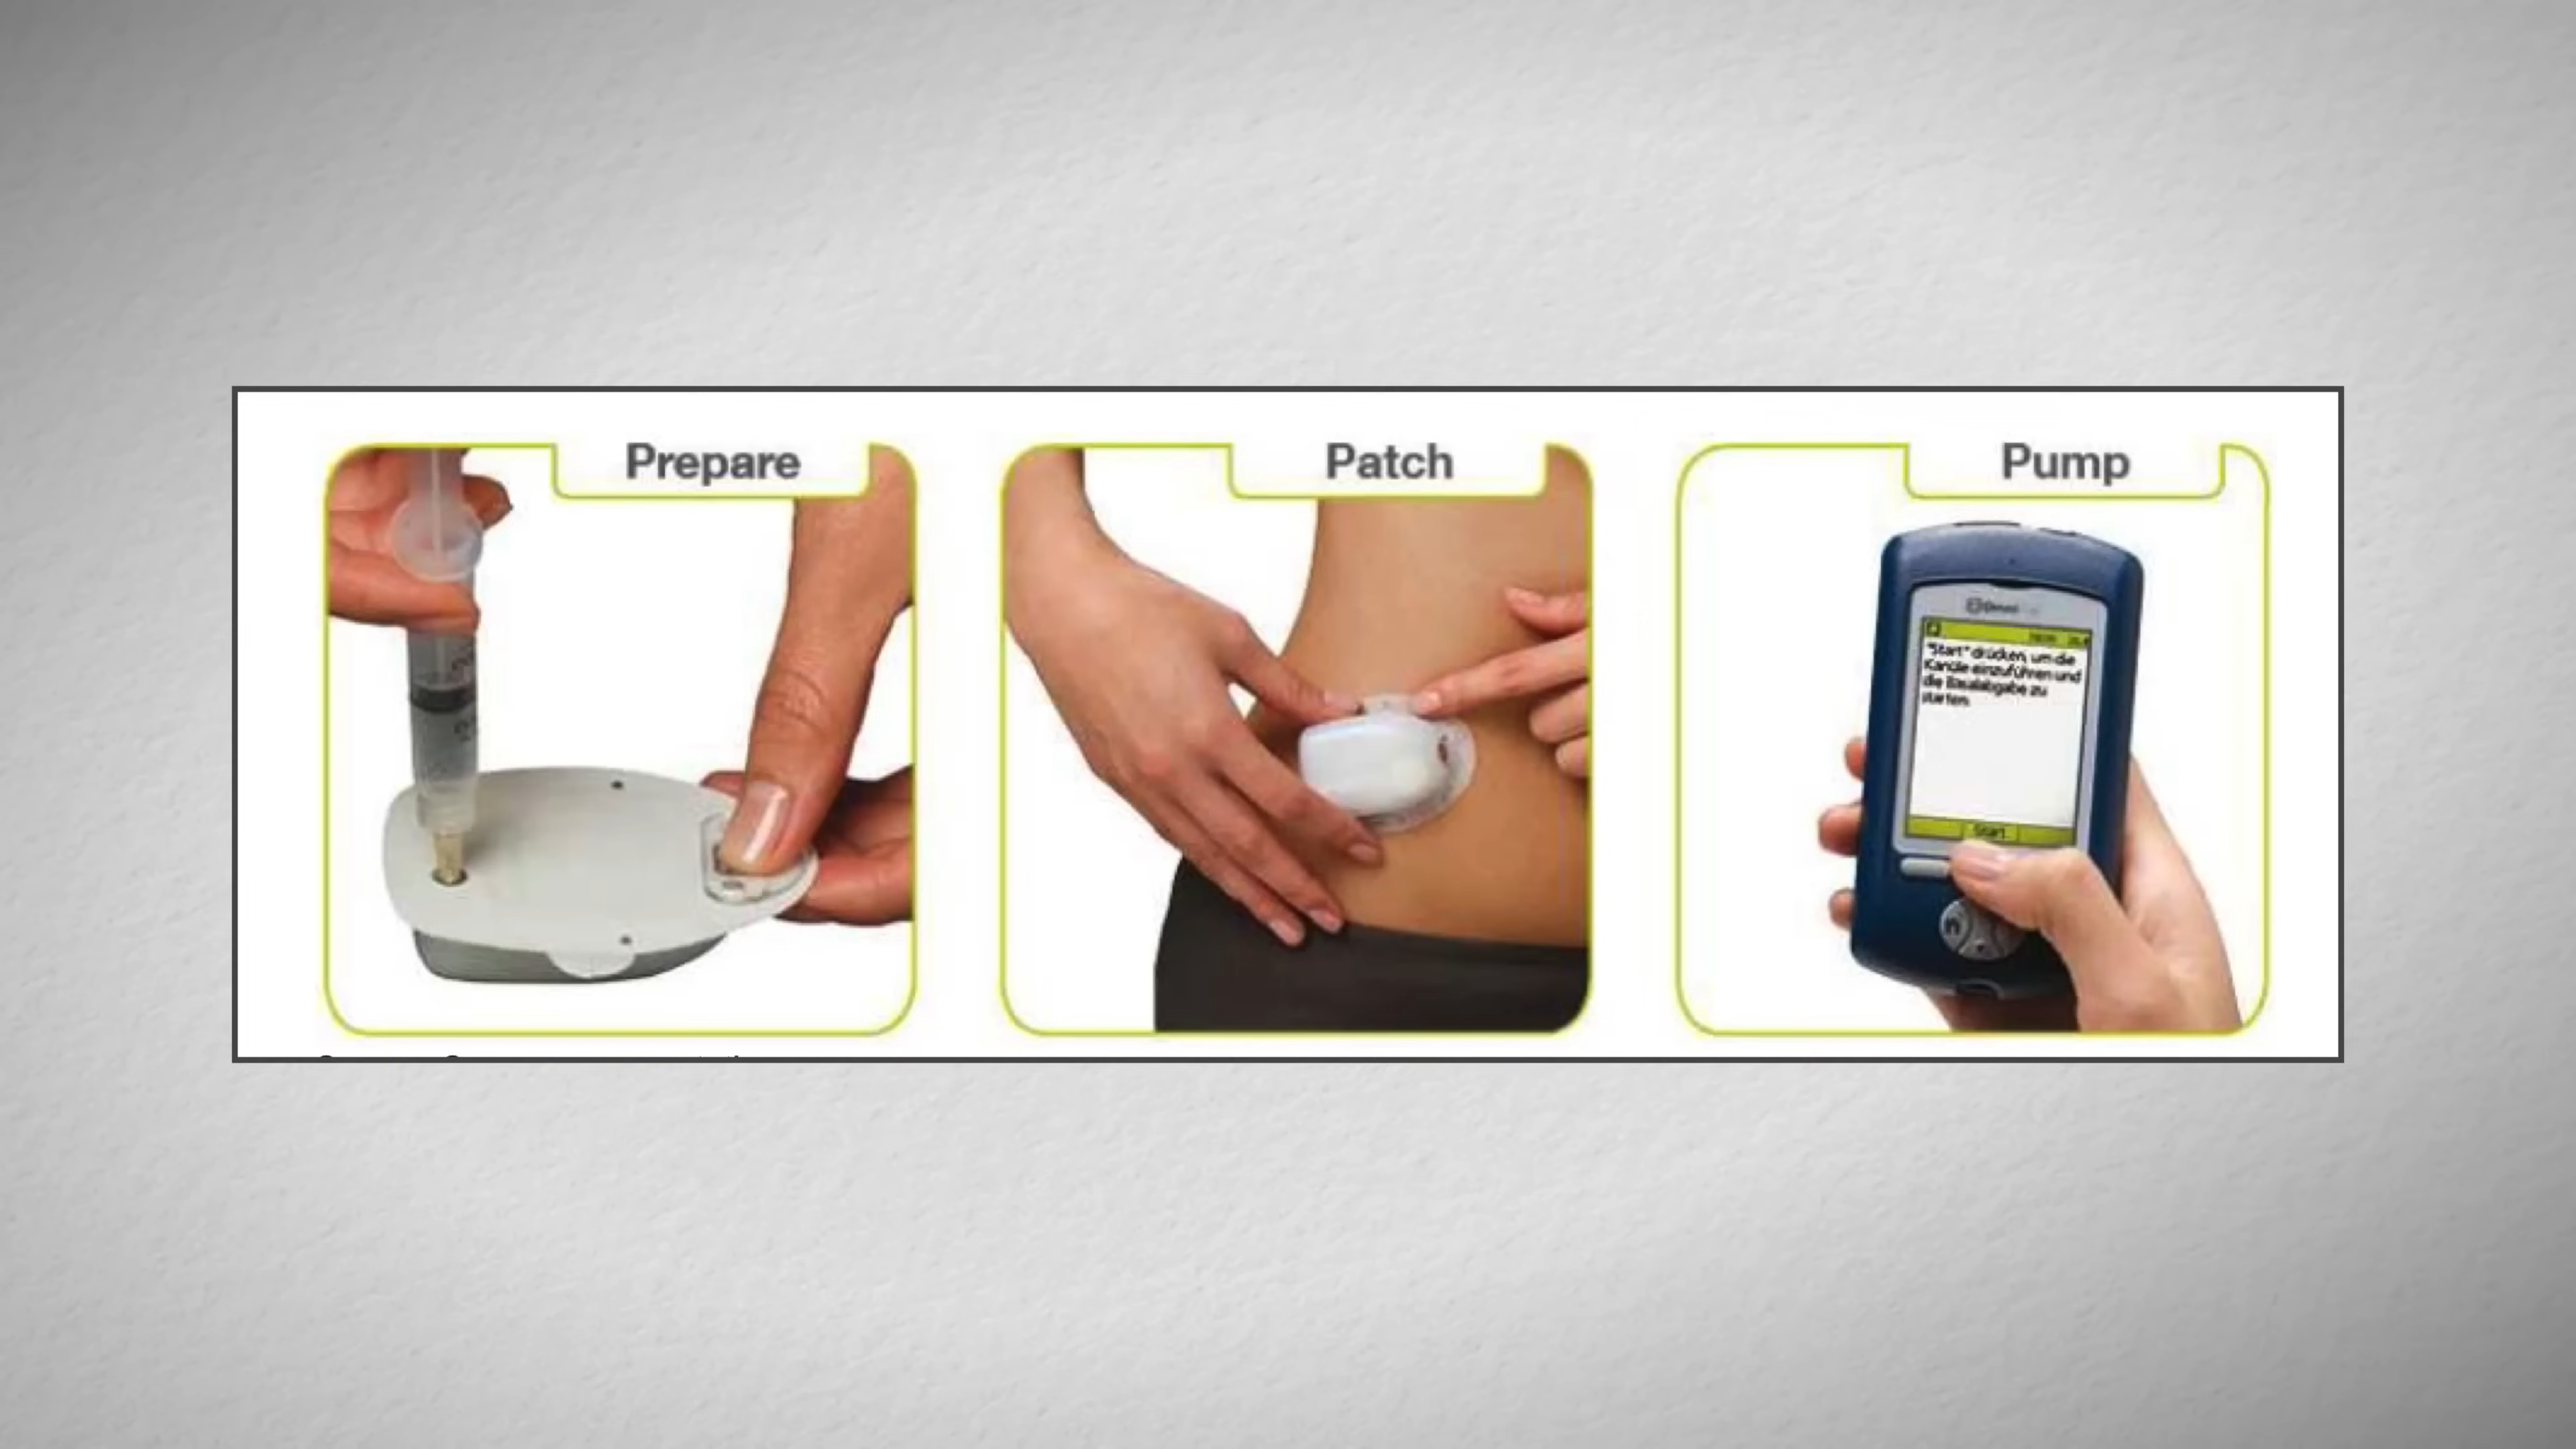 Prepare
Patch
Pump
"Start" drücken, um die
Kanüle einzuführen und
die Basalabgabe zu
starten.
Start